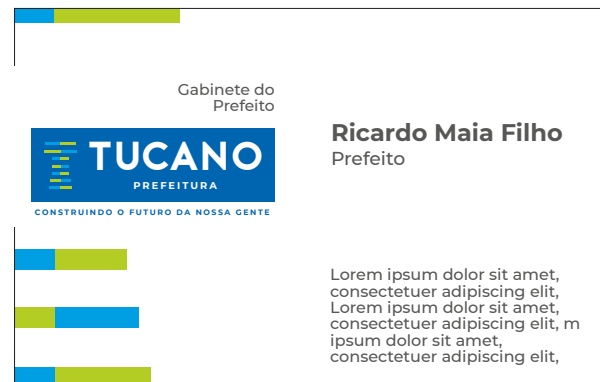 Gabinete do
Prefeito
TUCANO
PREFEITURA
CONSTRUINDO O FUTURO DA NOSSA GENTE
Ricardo Maia Filho
Prefeito
Lorem ipsum dolor sit amet,
consectetuer adipiscing elit,
Lorem ipsum dolor sit amet,
consectetuer adipiscing elit, m
ipsum dolor sit amet,
consectetuer adipiscing elit,